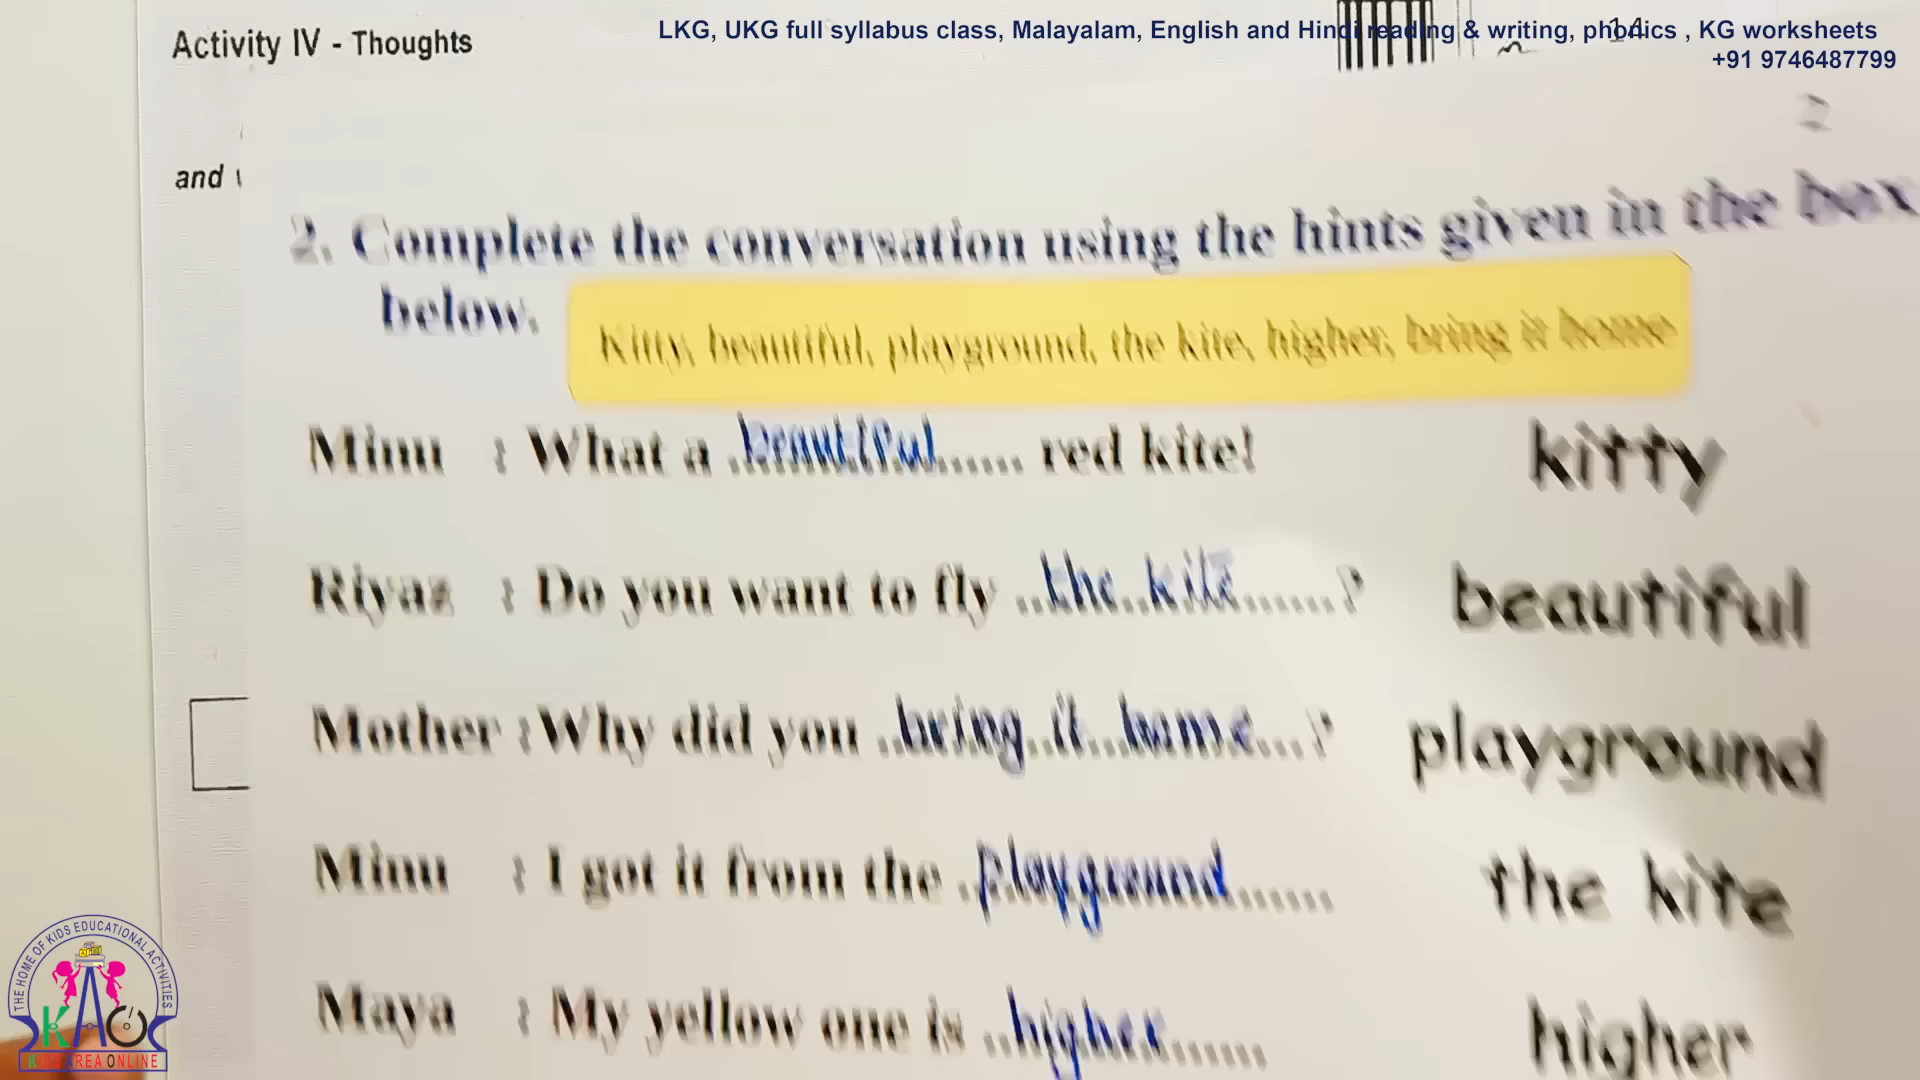 LKG, UKG full syllabus class, Malayalam, English and Hindi reading & writing, phonics , KG worksheets
+91 9746487799
Activity IV - Thoughts
14
2
and
2. Complete the conversation using the hints given in the box
below.
Kitty, beautiful, playground, the kite, higher, bring it home
Minu : What a beautiful red kite!
kitty
Riyaz : Do you want to fly the kite ?
beautiful
Mother : Why did you bring it home ?
playground
Minu : I got it from the playground
the kite
Maya : My yellow one is higher
higher
THE HOME OF KIDS EDUCATIONAL ACTIVITIES
KAO
KIDS AREA ONLINE